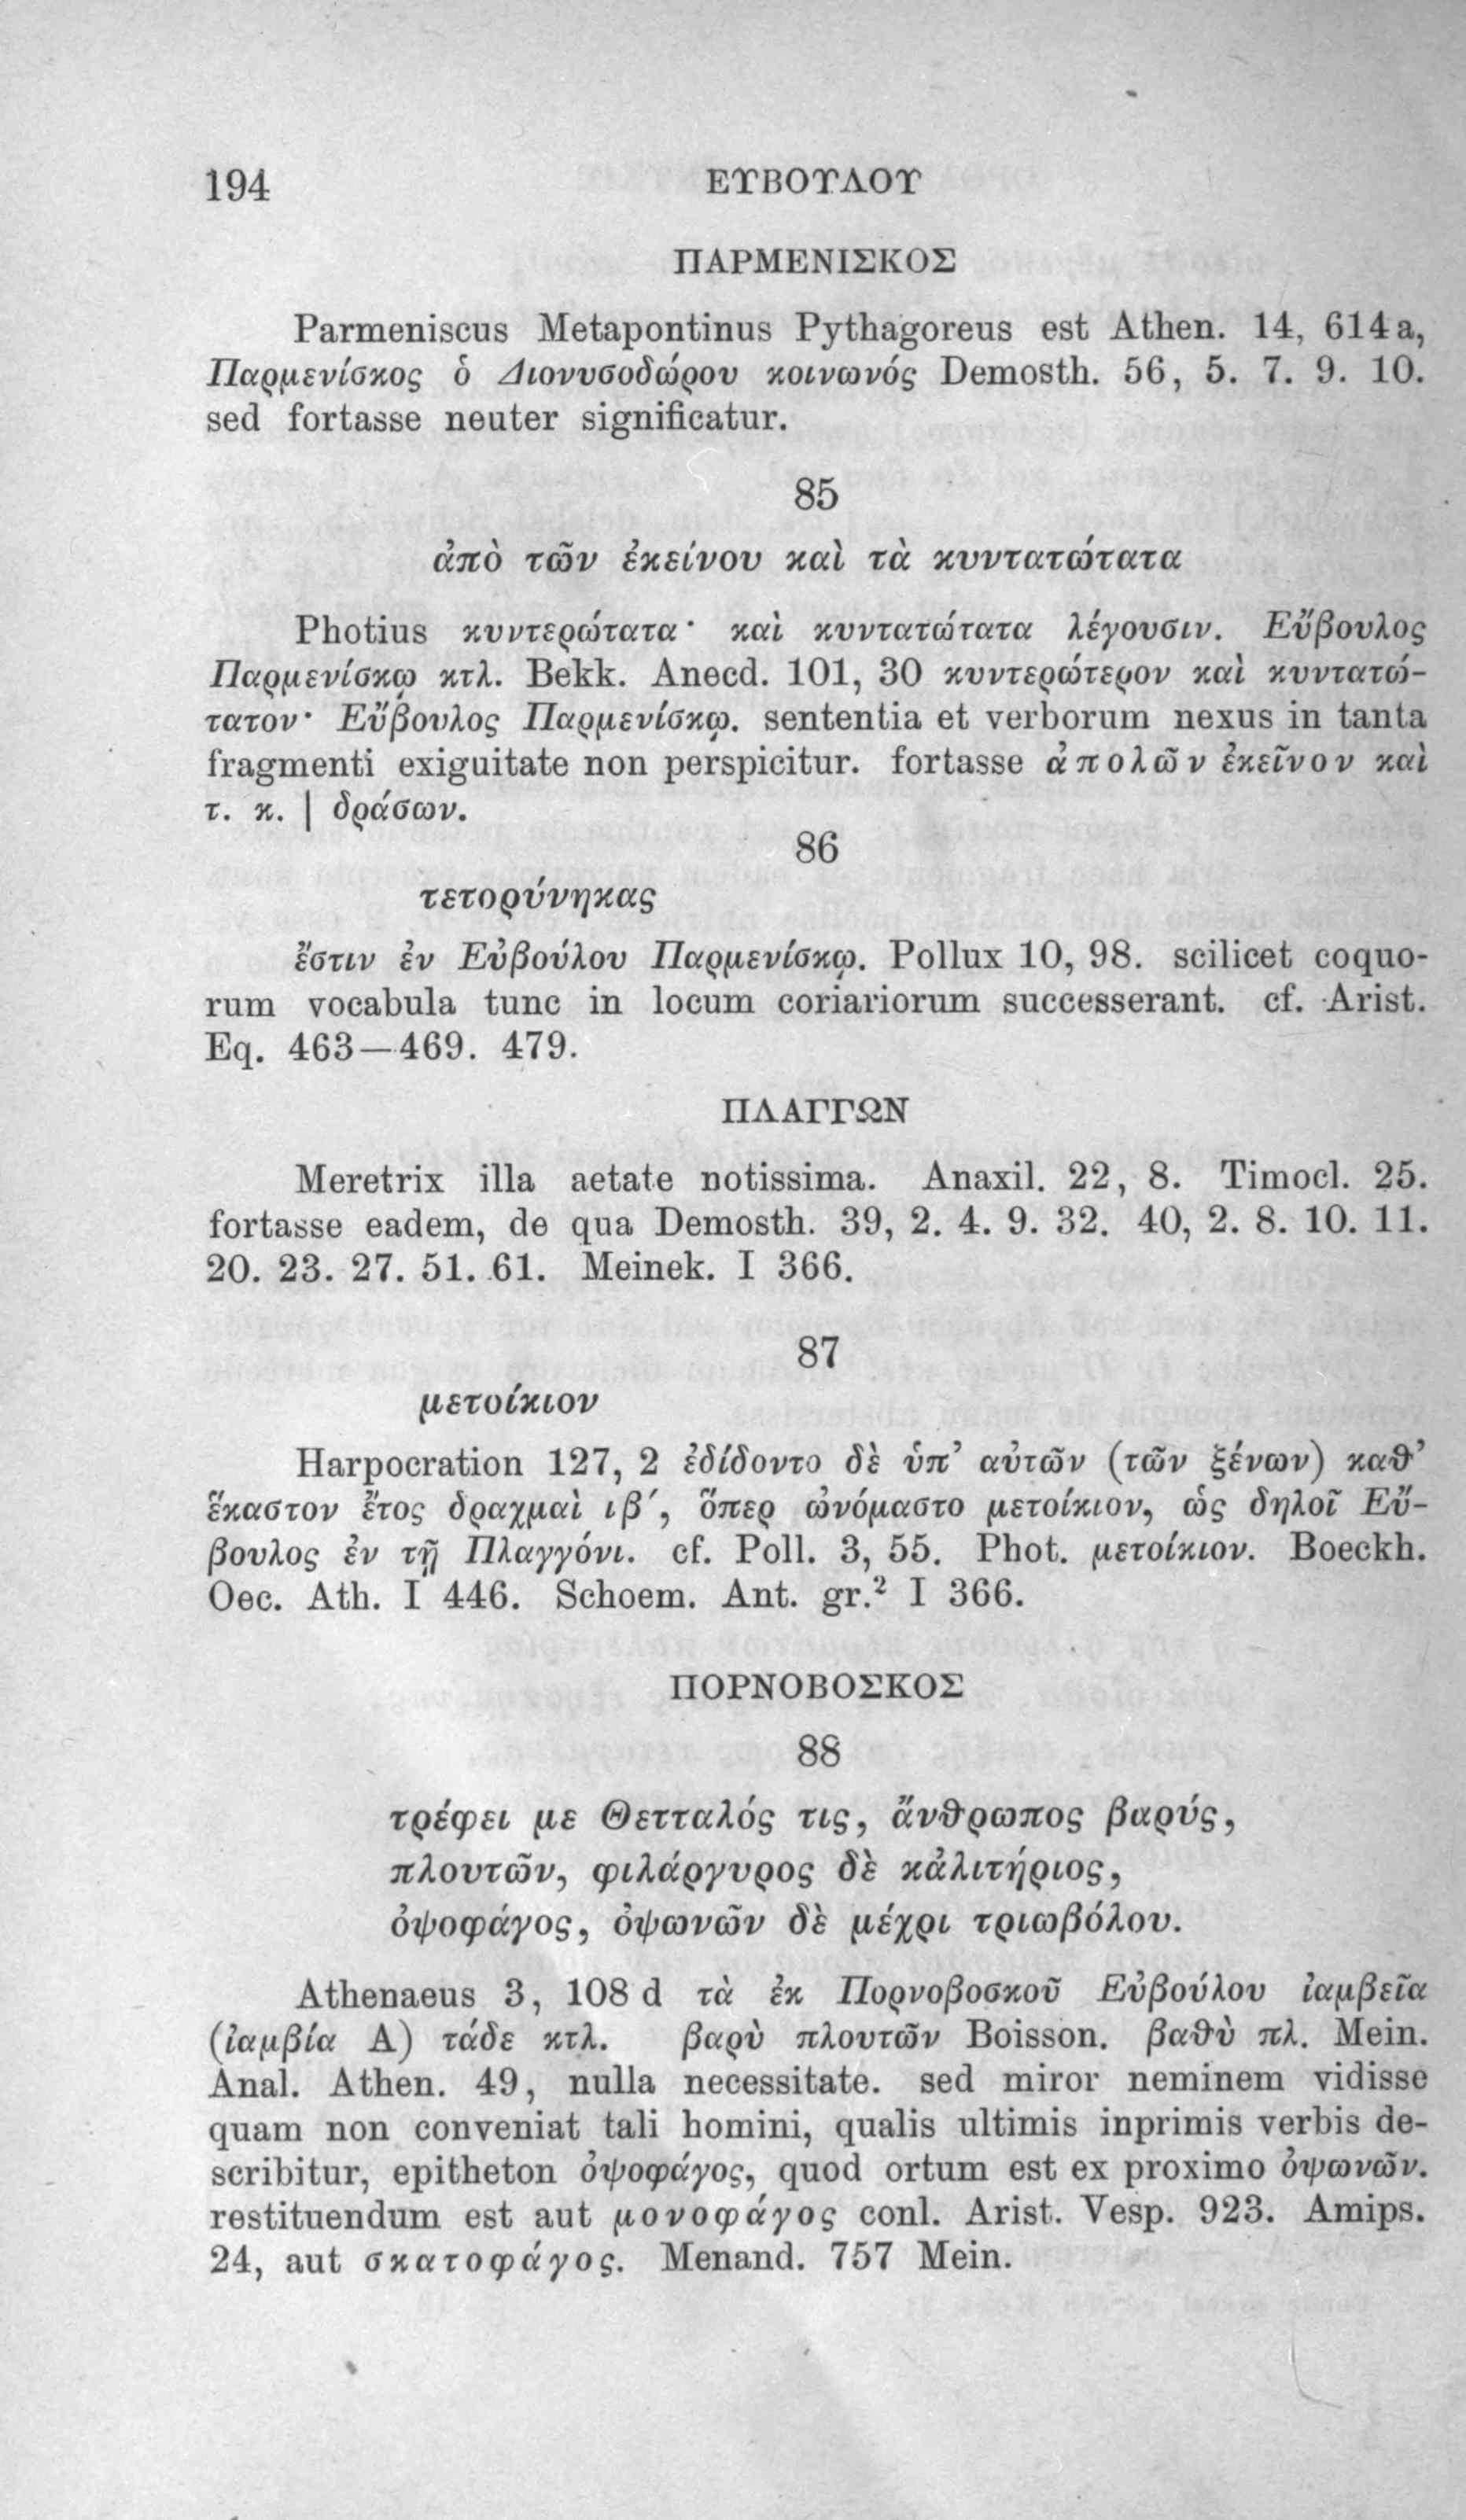 194 ΕΥΒΟΥΛΟΥ
ΠΑΡΜΕΝΙΣΚΟΣ
Parmeniscus Metapontinus Pythagoreus est Athen. 14, 614a,
Παρμενίσκος ὁ Διονυσοδώρου κοινωνός Demosth. 56, 5. 7. 9. 10.
sed fortasse neuter significatur.
85
ἀπὸ τῶν ἐκείνου καὶ τὰ κυντατώτατα
Photius κυντερώτατα· καὶ κυντατώτατα λέγουσιν. Εὔβουλος
Παρμενίσκῳ κτλ. Bekk. Anecd. 101, 30 κυντερώτερον καὶ κυντατώ-
τατον· Εὔβουλος Παρμενίσκῳ. sententia et verborum nexus in tanta
fragmenti exiguitate non perspicitur. fortasse ἀπολῶν ἐκεῖνον καὶ
τ. κ. | δράσων.
86
τετορύνηκας
ἔστιν ἐν Εὐβούλου Παρμενίσκῳ. Pollux 10, 98. scilicet coquo-
rum vocabula tunc in locum coriariorum successerant. cf. Arist.
Eq. 463—469. 479.
ΠΛΑΓΓΩΝ
Meretrix illa aetate notissima. Anaxil. 22, 8. Timocl. 25.
fortasse eadem, de qua Demosth. 39, 2. 4. 9. 32. 40, 2. 8. 10. 11.
20. 23. 27. 51. 61. Meinek. I 366.
87
μετοίκιον
Harpocration 127, 2 ἐδίδοντο δὲ ὑπ’ αὐτῶν (τῶν ξένων) καθ’
ἕκαστον ἔτος δραχμαὶ ιβ΄, ὅπερ ὠνόμαστο μετοίκιον, ὡς δηλοῖ Εὔ-
βουλος ἐν τῇ Πλαγγόνι. cf. Poll. 3, 55. Phot. μετοίκιον. Boeckh.
Oec. Ath. I 446. Schoem. Ant. gr.² I 366.
ΠΟΡΝΟΒΟΣΚΟΣ
88
τρέφει με Θετταλός τις, ἄνθρωπος βαρύς,
πλουτῶν, φιλάργυρος δὲ κἀλιτήριος,
ὀψοφάγος, ὀψωνῶν δὲ μέχρι τριωβόλου.
Athenaeus 3, 108 d τὰ ἐκ Πορνοβοσκοῦ Εὐβούλου ἰαμβεῖα
(ἰαμβία A) τάδε κτλ. βαρὺ πλουτῶν Boisson. βαθὺ πλ. Mein.
Anal. Athen. 49, nulla necessitate. sed miror neminem vidisse
quam non conveniat tali homini, qualis ultimis inprimis verbis de-
scribitur, epitheton ὀψοφάγος, quod ortum est ex proximo ὀψωνῶν.
restituendum est aut μονοφάγος conl. Arist. Vesp. 923. Amips.
24, aut σκατοφάγος. Menand. 757 Mein.